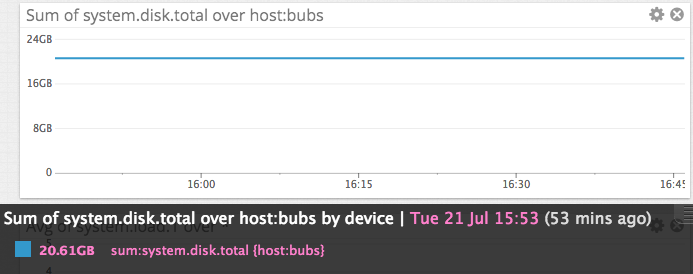 Sum of system.disk.total over host:bubs
24GB
16GB
8GB
0
16:00 16:15 16:30 16:45
Sum of system.disk.total over host:bubs by device | Tue 21 Jul 15:53 (53 mins ago)
Avg of system.load.1 over
5
20.61GB sum:system.disk.total {host:bubs}
4